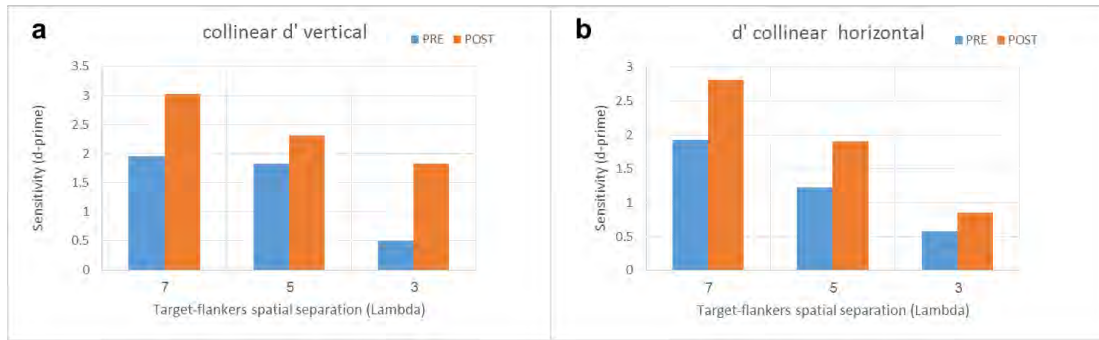 a
collinear d' vertical
PRE POST
3.5
3
2.5
2
1.5
1
0.5
0
Sensitivity (d-prime)
7 5 3
Target-flankers spatial separation (Lambda)
b
d' collinear horizontal
PRE POST
3
2.5
2
1.5
1
0.5
0
Sensitivity (d-prime)
7 5 3
Target-flankers spatial separation (Lambda)